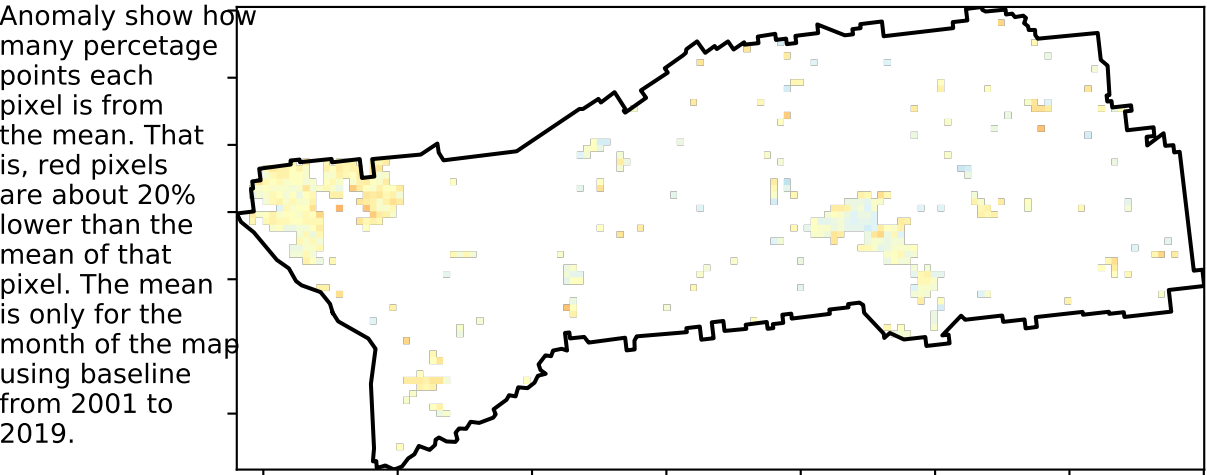 Anomaly show how
many percetage
points each
pixel is from
the mean. That
is, red pixels
are about 20%
lower than the
mean of that
pixel. The mean
is only for the
month of the map
using baseline
from 2001 to
2019.